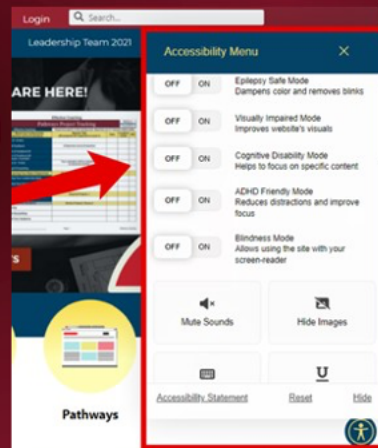 Login
Search...
Leadership Team 2021
ARE HERE!
Accessibility Menu
OFF ON
Epilepsy Safe Mode
Dampens color and removes blinks
OFF ON
Visually Impaired Mode
Improves website's visuals
OFF ON
Cognitive Disability Mode
Helps to focus on specific content
OFF ON
ADHD Friendly Mode
Reduces distractions and improve
focus
OFF ON
Blindness Mode
Allows using the site with your
screen-reader
Mute Sounds
Hide Images
Pathways
Accessibility Statement
Reset
Hide